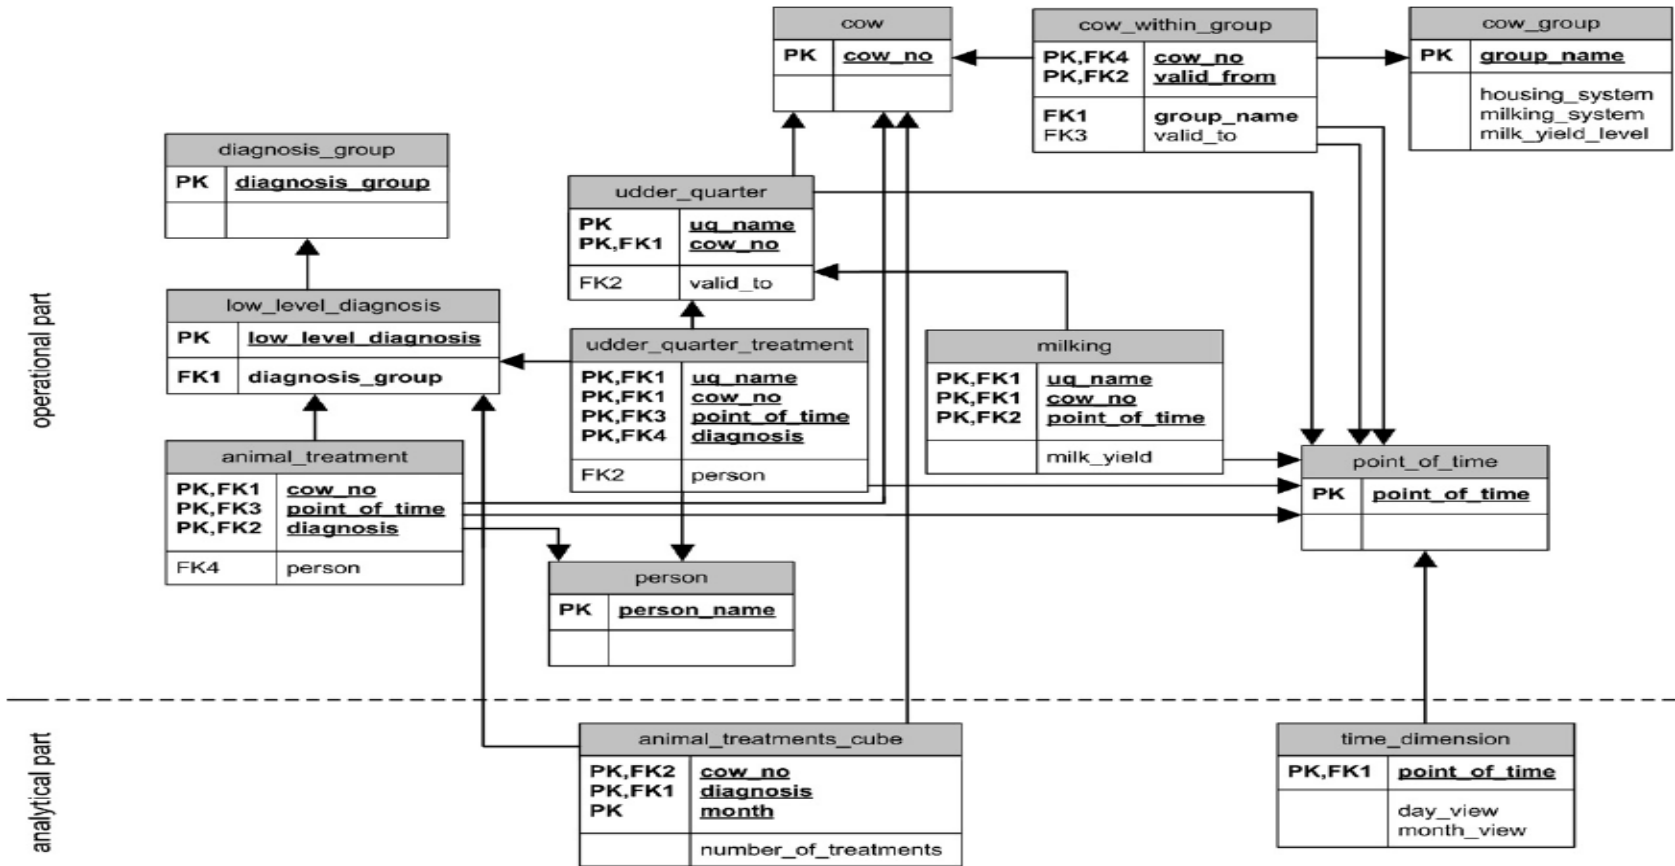 cow
PK cow_no
cow_within_group
PK,FK4 cow_no
PK,FK2 valid_from
FK1 group_name
FK3 valid_to
cow_group
PK group_name
housing_system
milking_system
milk_yield_level
diagnosis_group
PK diagnosis_group
udder_quarter
PK uq_name
PK,FK1 cow_no
FK2 valid_to
operational part
low_level_diagnosis
PK low_level_diagnosis
FK1 diagnosis_group
udder_quarter_treatment
PK,FK1 uq_name
PK,FK1 cow_no
PK,FK3 point_of_time
PK,FK4 diagnosis
FK2 person
milking
PK,FK1 uq_name
PK,FK1 cow_no
PK,FK2 point_of_time
milk_yield
animal_treatment
PK,FK1 cow_no
PK,FK3 point_of_time
PK,FK2 diagnosis
FK4 person
point_of_time
PK point_of_time
person
PK person_name
analytical part
animal_treatments_cube
PK,FK2 cow_no
PK,FK1 diagnosis
PK month
number_of_treatments
time_dimension
PK,FK1 point_of_time
day_view
month_view